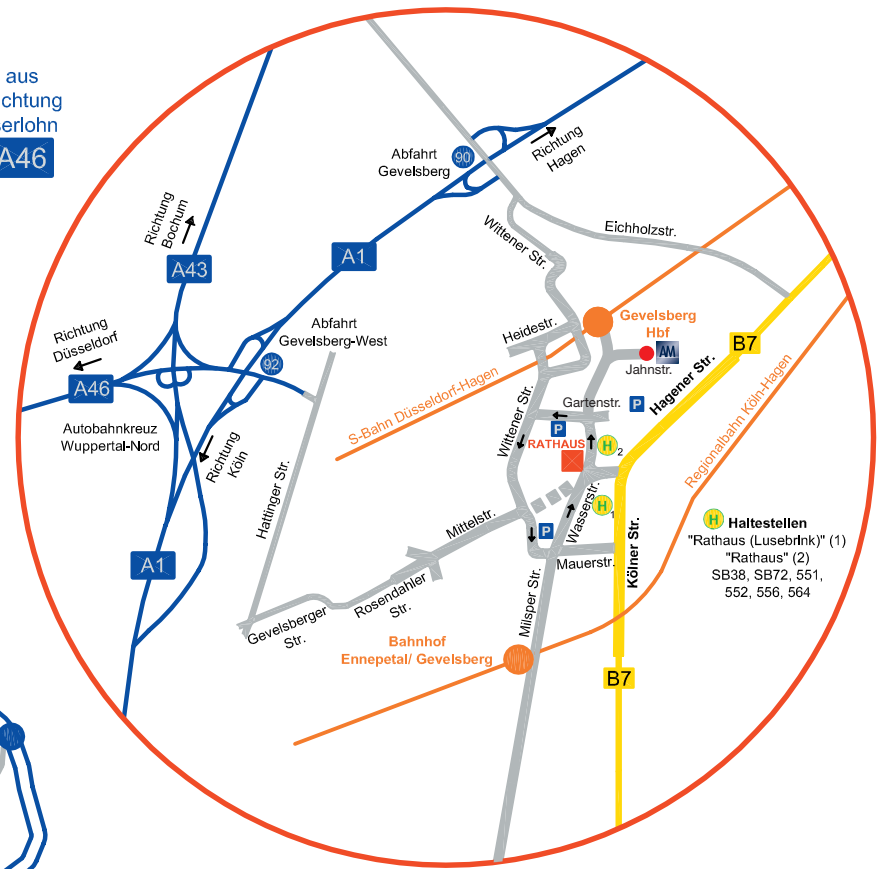 aus
chtung
serlohn
A46
Abfahrt
Gevelsberg
90
Richtung
Hagen
Richtung
Bochum
A43
A1
Wittener Str.
Eichholzstr.
Richtung
Düsseldorf
A46
Abfahrt
Gevelsberg-West
92
Heidestr.
Gevelsberg
Hbf
AM
Jahnstr.
B7
Hagener Str.
Autobahnkreuz
Wuppertal-Nord
Richtung
Köln
S-Bahn Düsseldorf-Hagen
Wittener Str.
Gartenstr.
P
P
RATHAUS
H 2
Regionalbahn Köln-Hagen
Hattinger Str.
Mittelstr.
Wasserstr.
H 1
P
Mauerstr.
Kölner Str.
H Haltestellen
"Rathaus (Lusebrink)" (1)
"Rathaus" (2)
SB38, SB72, 551,
552, 556, 564
A1
Rosendahler
Str.
Gevelsberger
Str.
Milsper Str.
Bahnhof
Ennepetal/ Gevelsberg
B7